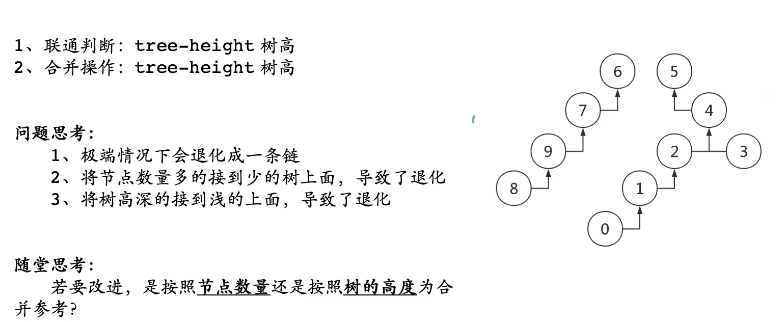 1、联通判断：tree-height 树高
2、合并操作：tree-height 树高
问题思考：
1、极端情况下会退化成一条链
2、将节点数量多的接到少的树上面，导致了退化
3、将树高深的接到浅的上面，导致了退化
随堂思考：
若要改进，是按照节点数量还是按照树的高度为合
并参考?
6 5
7 4
9 2 3
8 1
0